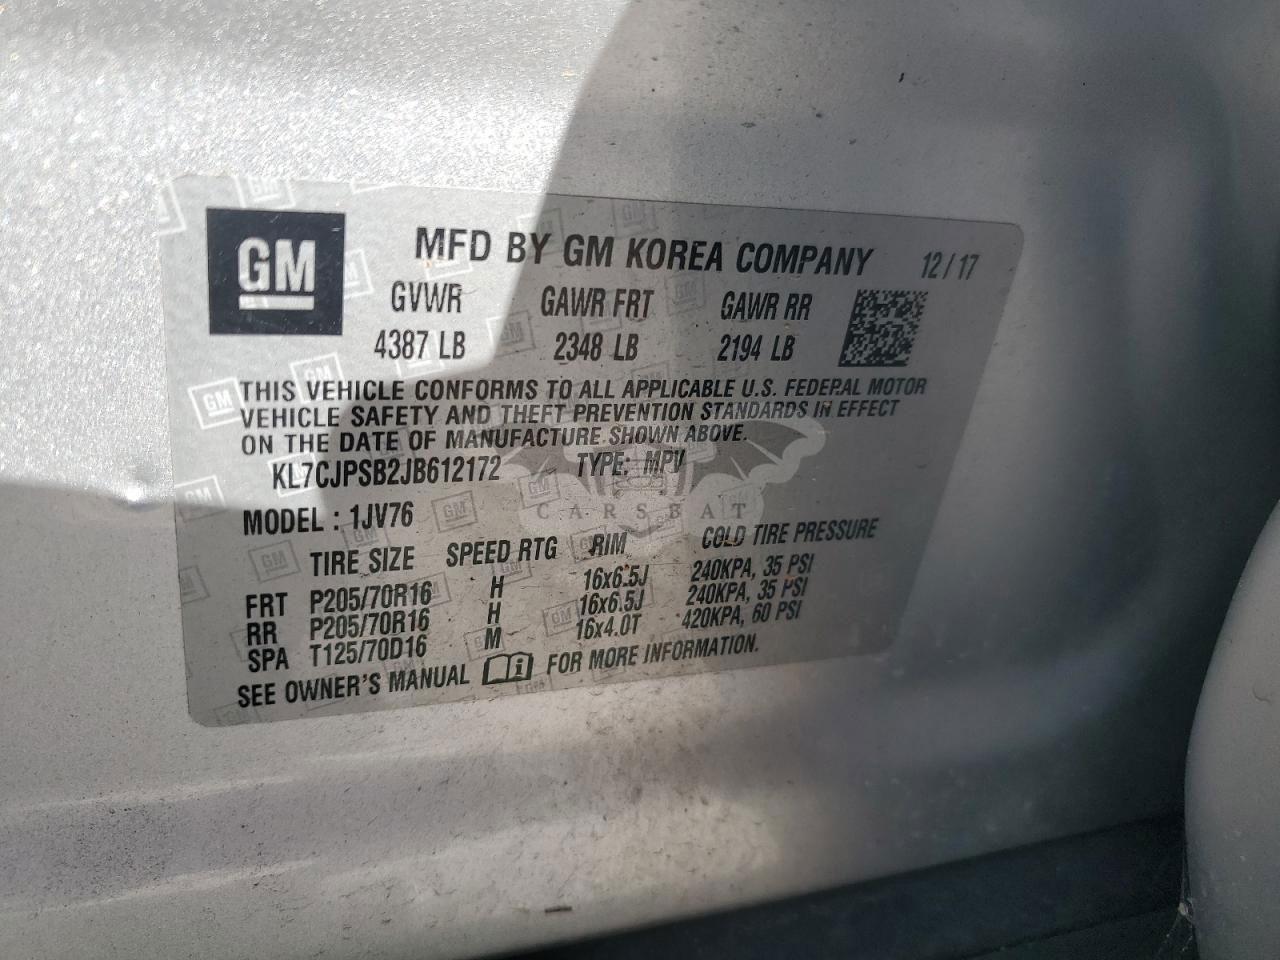 GM MFD BY GM KOREA COMPANY 12/17
GVWR GAWR FRT GAWR RR
4387 LB 2348 LB 2194 LB
THIS VEHICLE CONFORMS TO ALL APPLICABLE U.S. FEDERAL MOTOR
VEHICLE SAFETY AND THEFT PREVENTION STANDARDS IN EFFECT
ON THE DATE OF MANUFACTURE SHOWN ABOVE.
KL7CJPSB2JB612172 TYPE: MPV
CARSBAT
MODEL : 1JV76
TIRE SIZE SPEED RTG RIM COLD TIRE PRESSURE
FRT P205/70R16 H 16x6.5J 240KPA, 35 PSI
RR P205/70R16 H 16x6.5J 240KPA, 35 PSI
SPA T125/70D16 M 16x4.0T 420KPA, 60 PSI
SEE OWNER'S MANUAL FOR MORE INFORMATION.